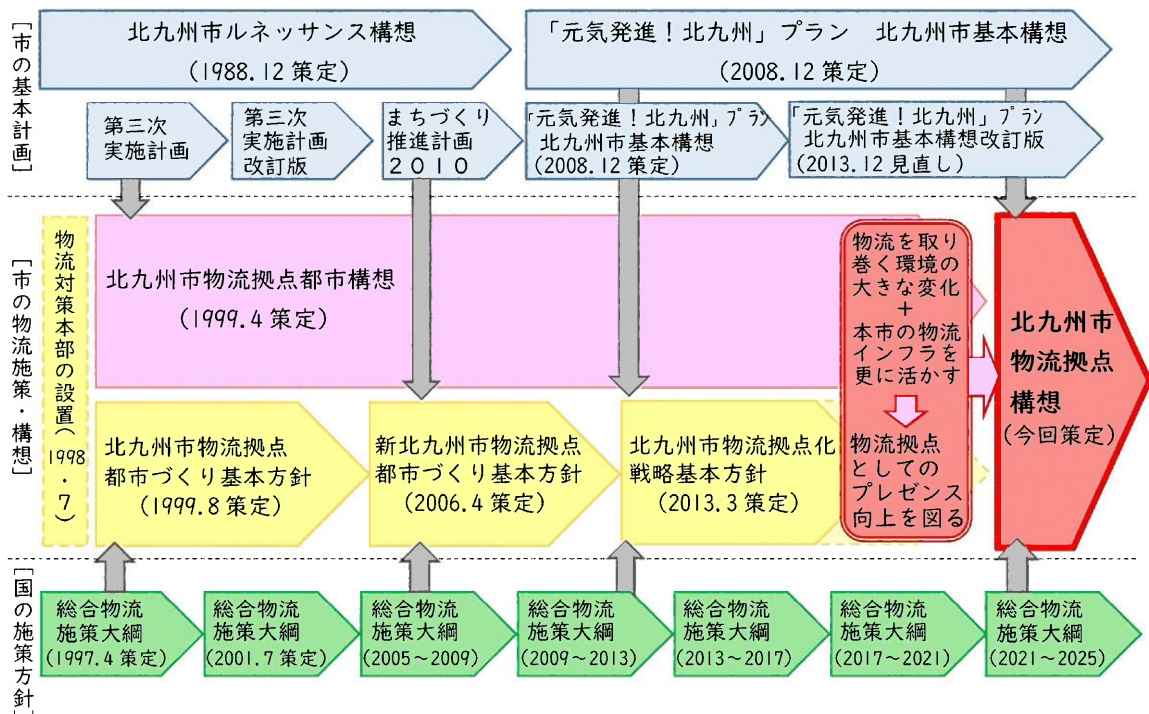 [市の基本計画]
北九州市ルネッサンス構想
(1988.12 策定)
「元気発進！北九州」プラン　北九州市基本構想
(2008.12 策定)
第三次
実施計画
第三次
実施計画
改訂版
まちづくり
推進計画
２０１０
「元気発進！北九州」プラン
北九州市基本構想
(2008.12 策定)
「元気発進！北九州」プラン
北九州市基本構想改訂版
(2013.12 見直し)
[市の物流施策・構想]
物流対策本部の設置(1998.7)
北九州市物流拠点都市構想
(1999.4 策定)
北九州市物流拠点
都市づくり基本方針
(1999.8 策定)
新北九州市物流拠点
都市づくり基本方針
(2006.4 策定)
北九州市物流拠点化
戦略基本方針
(2013.3 策定)
物流を取り
巻く環境の
大きな変化
+
本市の物流
インフラを
更に活かす
物流拠点
としての
プレゼンス
向上を図る
北九州市
物流拠点
構想
(今回策定)
[国の施策方針]
総合物流
施策大綱
(1997.4 策定)
総合物流
施策大綱
(2001.7 策定)
総合物流
施策大綱
(2005～2009)
総合物流
施策大綱
(2009～2013)
総合物流
施策大綱
(2013～2017)
総合物流
施策大綱
(2017～2021)
総合物流
施策大綱
(2021～2025)